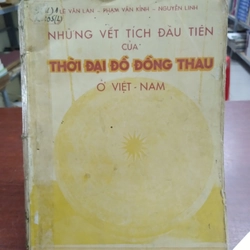 LÊ VĂN LAN - PHẠM VĂN KỈNH - NGUYỄN LINH
NHỮNG VẾT TÍCH ĐẦU TIÊN
CỦA
THỜI ĐẠI ĐỒ ĐỒNG THAU
Ở VIỆT-NAM